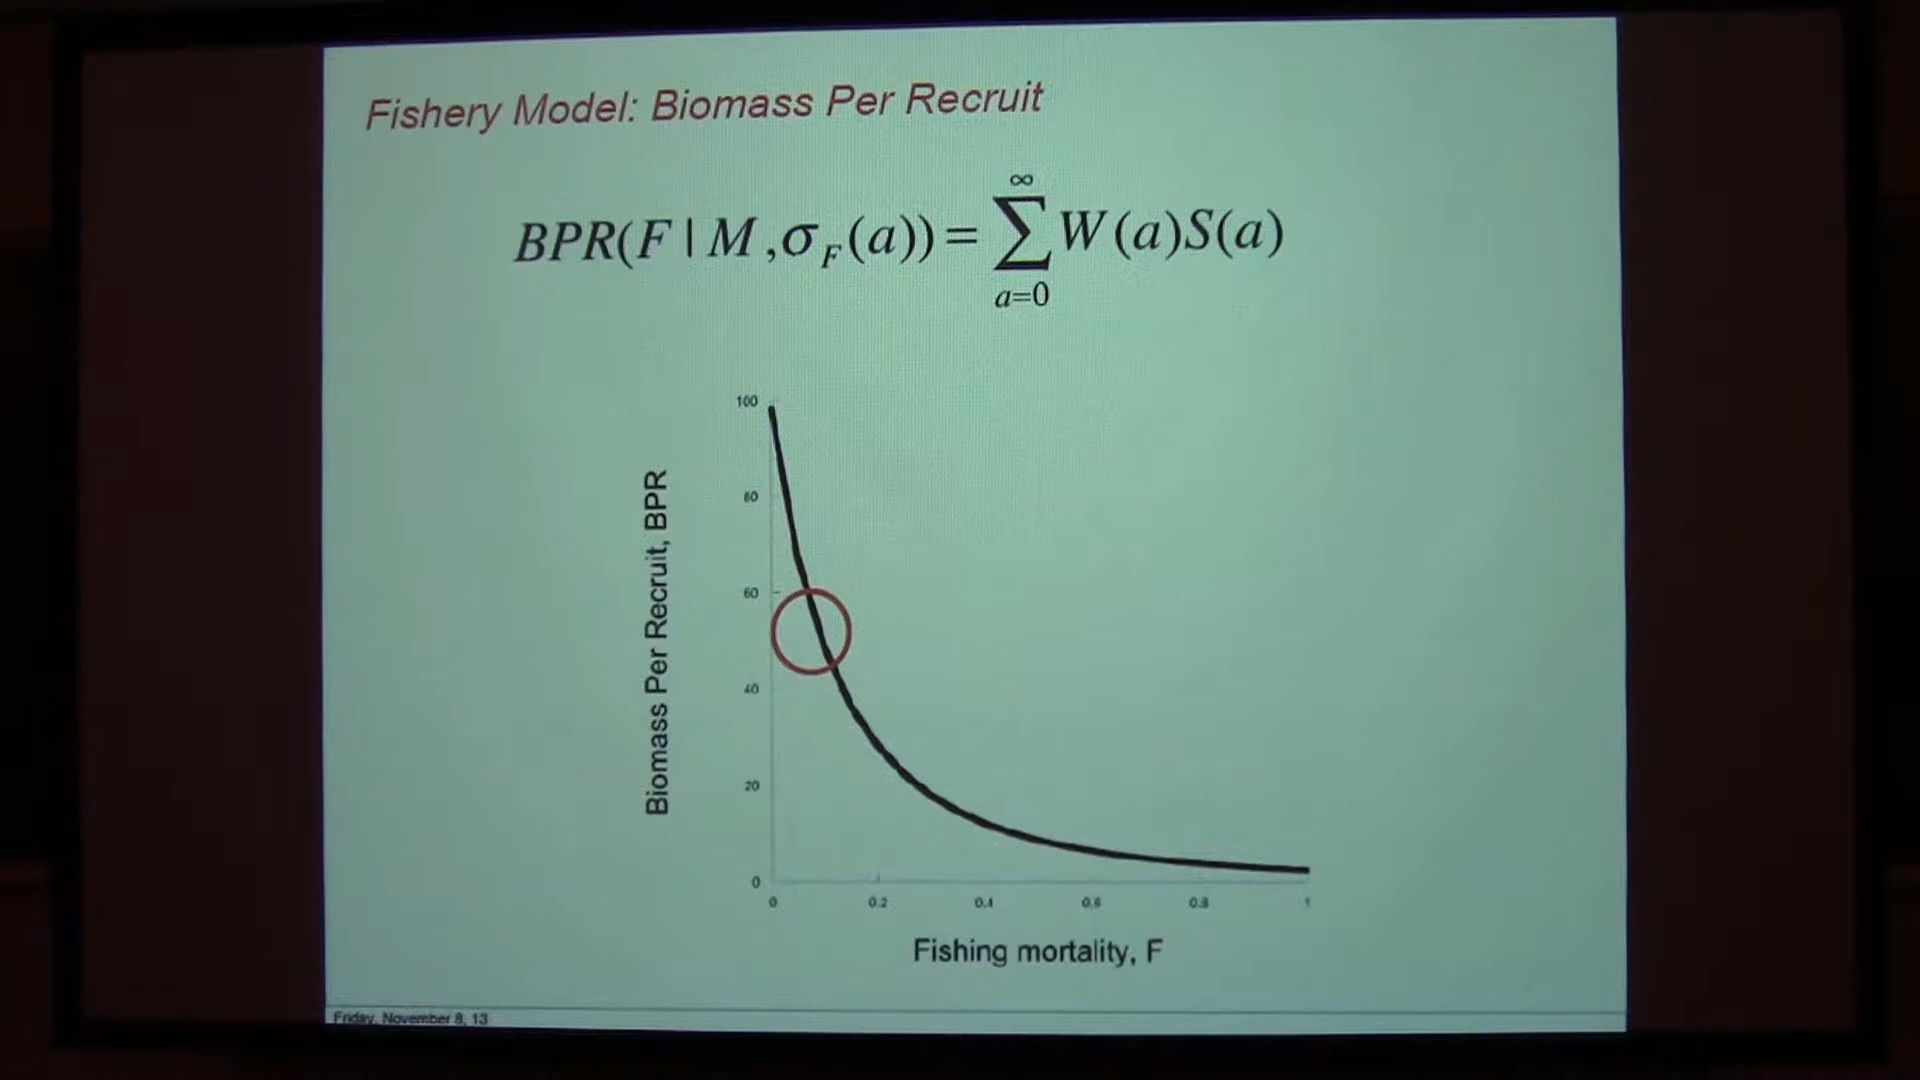 Fishery Model: Biomass Per Recruit
BPR(F | M, σ_F(a)) = ∑_{a=0}^{∞} W(a)S(a)
Biomass Per Recruit, BPR
100
80
60
40
20
0
0 0.2 0.4 0.6 0.8 1
Fishing mortality, F
Friday, November 8, 13